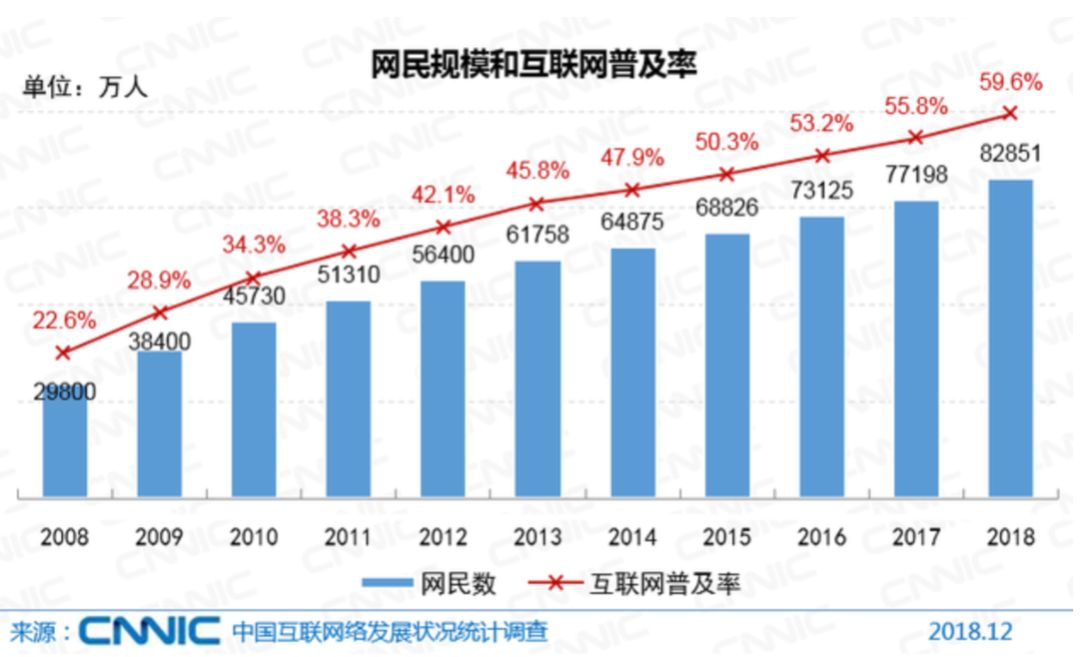 网民规模和互联网普及率
单位：万人
22.6% 28.9% 34.3% 38.3% 42.1% 45.8% 47.9% 50.3% 53.2% 55.8% 59.6%
29800 38400 45730 51310 56400 61758 64875 68826 73125 77198 82851
2008 2009 2010 2011 2012 2013 2014 2015 2016 2017 2018
网民数 互联网普及率
来源：CNNIC 中国互联网络发展状况统计调查 2018.12